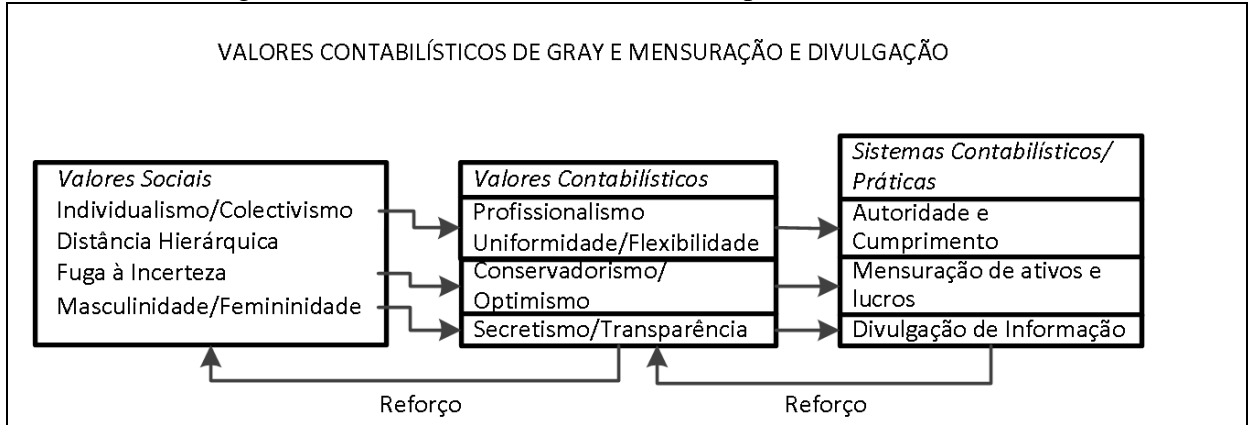 VALORES CONTABILÍSTICOS DE GRAY E MENSURAÇÃO E DIVULGAÇÃO
Valores Sociais
Individualismo/Colectivismo
Distância Hierárquica
Fuga à Incerteza
Masculinidade/Femininidade
Valores Contabilísticos
Profissionalismo
Uniformidade/Flexibilidade
Conservadorismo/
Optimismo
Secretismo/Transparência
Sistemas Contabilísticos/
Práticas
Autoridade e
Cumprimento
Mensuração de ativos e
lucros
Divulgação de Informação
Reforço
Reforço